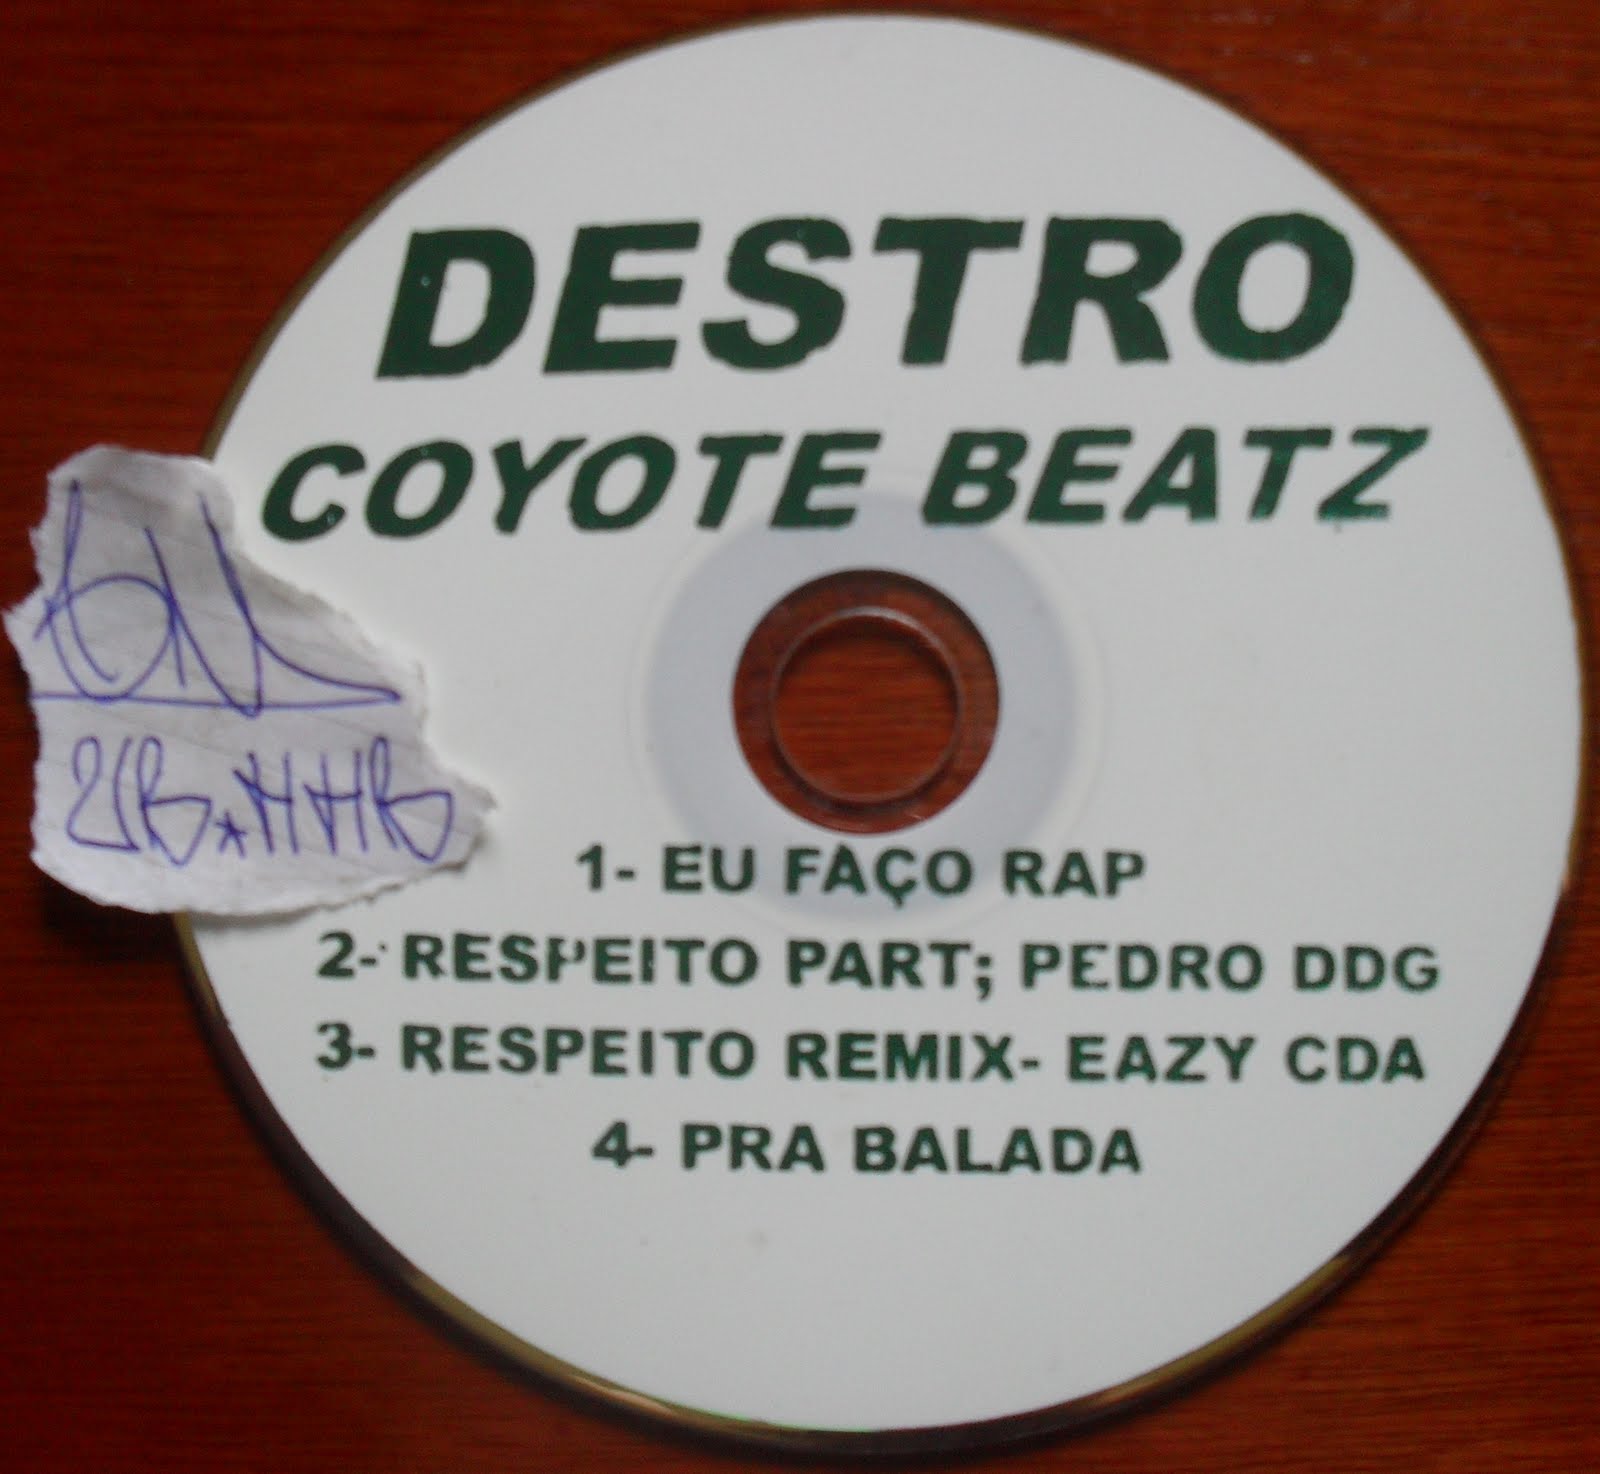 DESTRO
COYOTE BEATZ
1- EU FAÇO RAP
2- RESPEITO PART; PEDRO DDG
3- RESPEITO REMIX- EAZY CDA
4- PRA BALADA